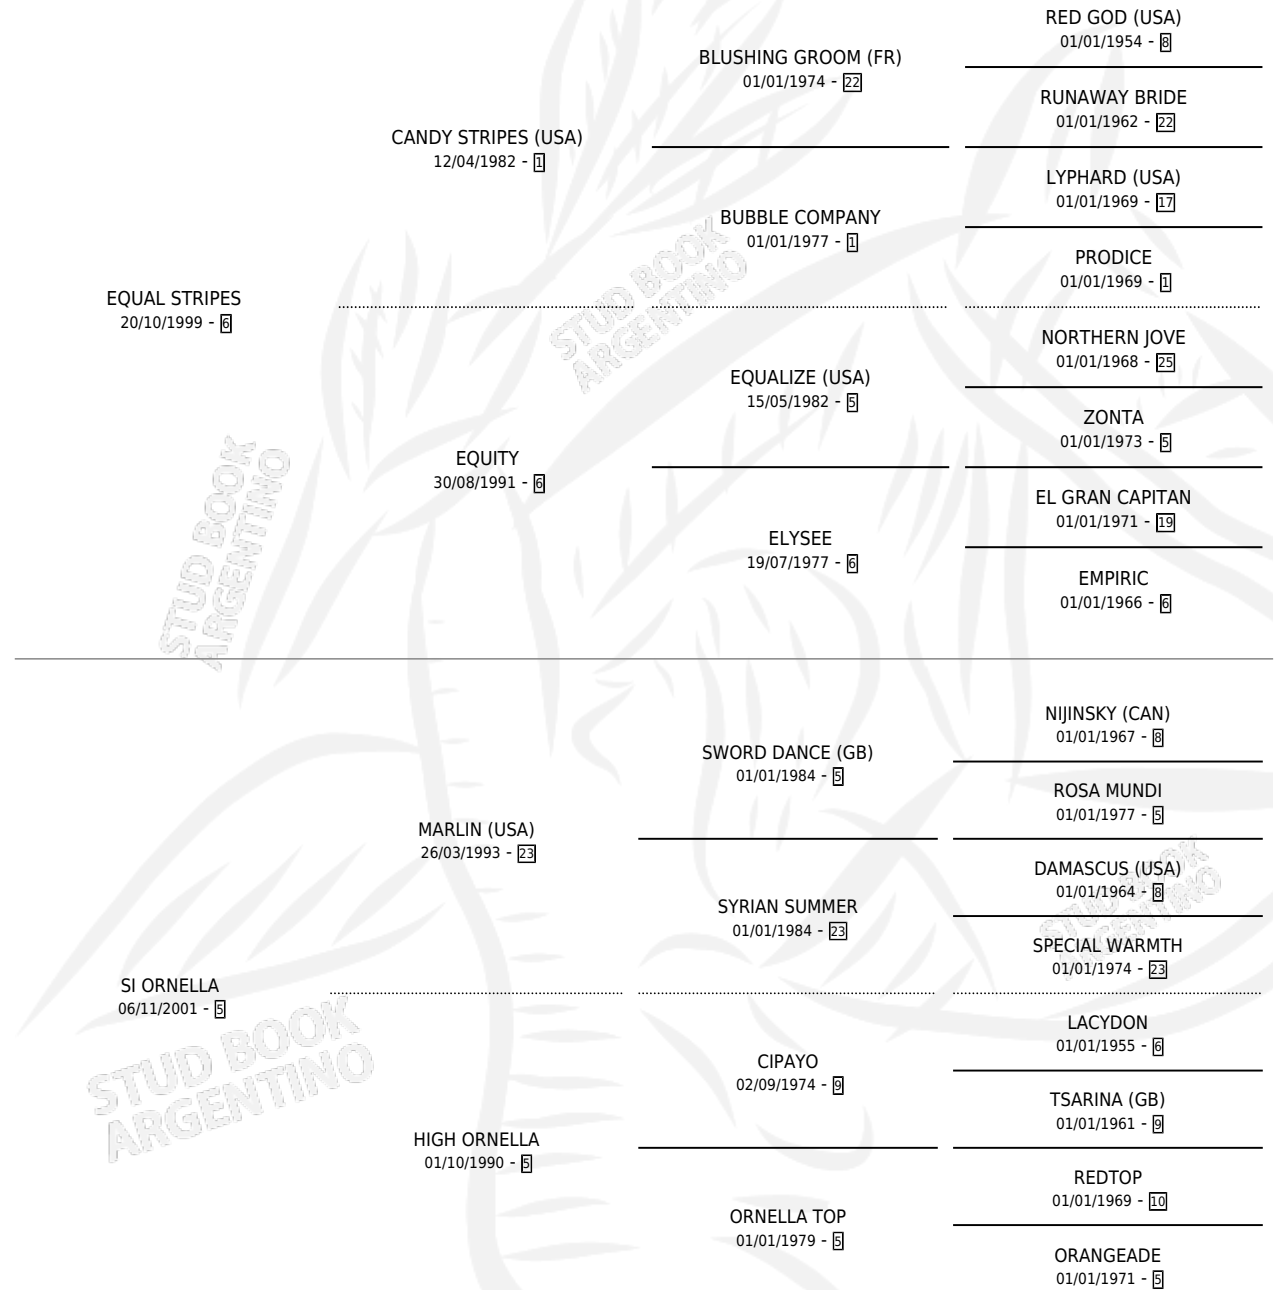 RED GOD (USA)
01/01/1954 - 8
BLUSHING GROOM (FR)
01/01/1974 - 22
RUNAWAY BRIDE
01/01/1962 - 22
CANDY STRIPES (USA)
12/04/1982 - 1
LYPHARD (USA)
01/01/1969 - 17
BUBBLE COMPANY
01/01/1977 - 1
PRODICE
01/01/1969 - 1
EQUAL STRIPES
20/10/1999 - 6
STUD BOOK
ARGENTINO
NORTHERN JOVE
01/01/1968 - 25
EQUALIZE (USA)
15/05/1982 - 5
ZONTA
01/01/1973 - 5
EQUITY
30/08/1991 - 6
EL GRAN CAPITAN
01/01/1971 - 19
ELYSEE
19/07/1977 - 6
EMPIRIC
01/01/1966 - 6
STUD BOOK
ARGENTINO
NIJINSKY (CAN)
01/01/1967 - 8
SWORD DANCE (GB)
01/01/1984 - 5
ROSA MUNDI
01/01/1977 - 5
MARLIN (USA)
26/03/1993 - 23
DAMASCUS (USA)
01/01/1964 - 8
STUD BOOK
ARGENTINO
SYRIAN SUMMER
01/01/1984 - 23
SPECIAL WARMTH
01/01/1974 - 23
SI ORNELLA
06/11/2001 - 5
STUD BOOK
ARGENTINO
LACYDON
01/01/1955 - 6
CIPAYO
02/09/1974 - 9
TSARINA (GB)
01/01/1961 - 9
HIGH ORNELLA
01/10/1990 - 5
REDTOP
01/01/1969 - 10
ORNELLA TOP
01/01/1979 - 5
ORANGEADE
01/01/1971 - 5